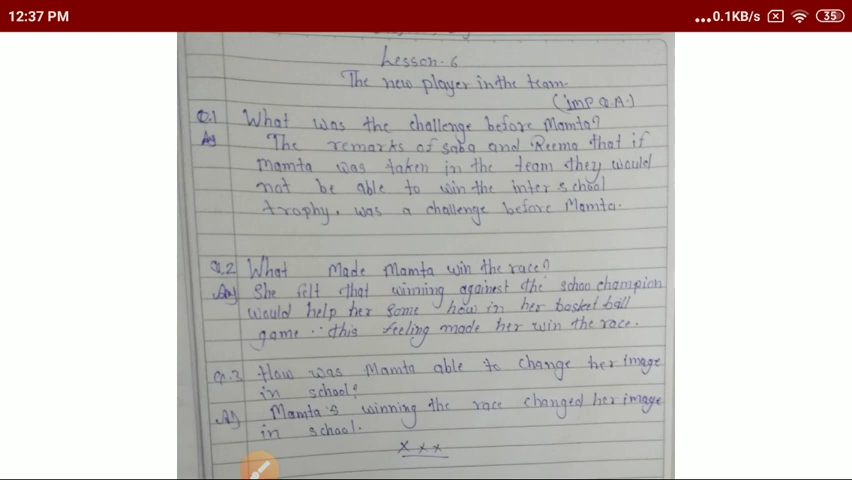 12:37 PM
...0.1KB/s
35
Lesson-6
The new player in the team-
(imp Q.A.)
Q.1 What was the challenge before Mamta?
Ans The remarks of saba and Reema that if
mamta was taken in the team they would
not be able to win the inter school
trophy. was a challenge before Mamta.
Q.2 What Made Mamta win the race?
Ans She felt that winning against the schoo champion
would help her some how in her basket ball
game ∵ this feeling made her win the race.
Q.3 How was Mamta able to change her image
in school?
A) Mamta's winning the race changed her image
in school.
x x x